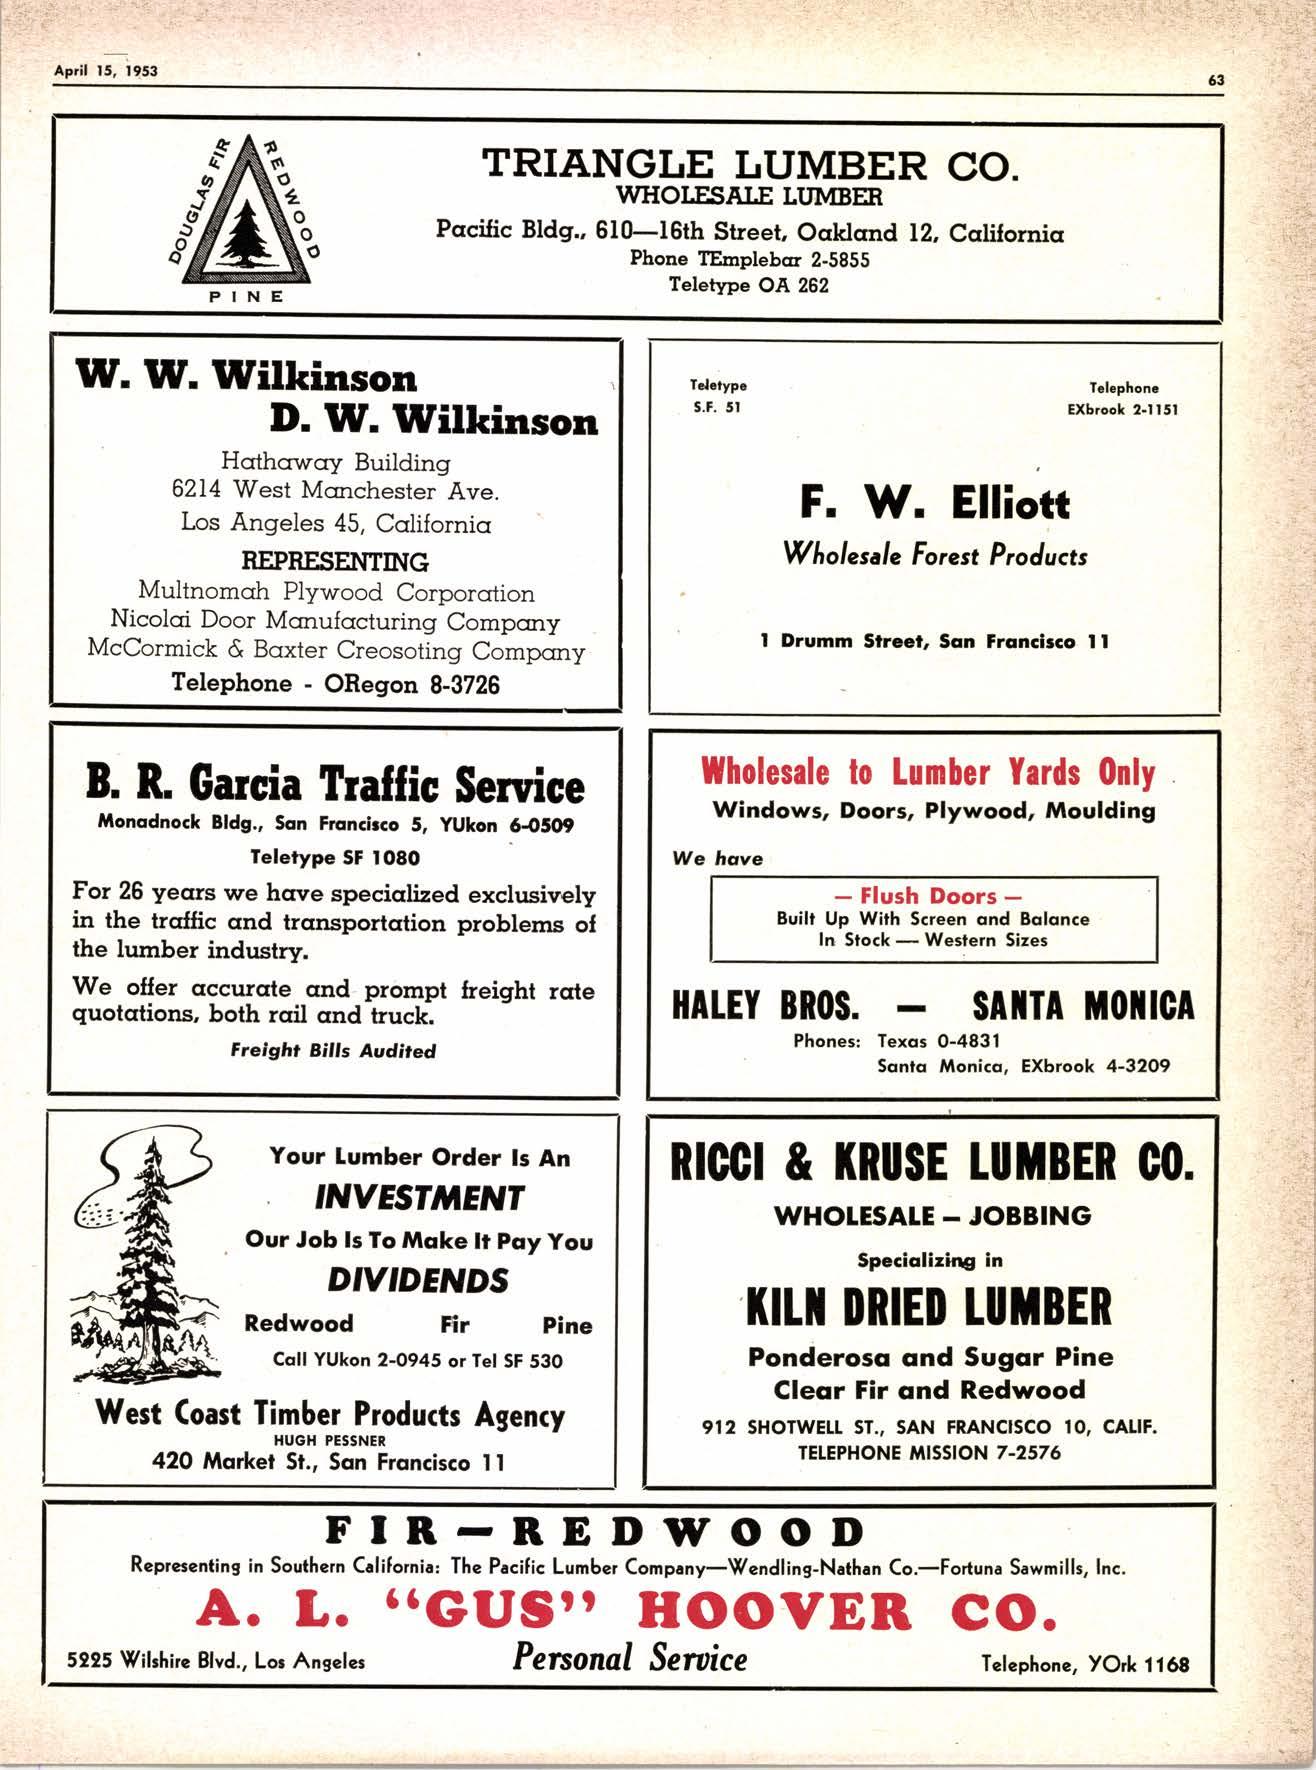 April 15, 1953
63
DOUGLAS FIR
REDWOOD
PINE
TRIANGLE LUMBER CO.
WHOLESALE LUMBER
Pacific Bldg., 610—16th Street, Oakland 12, California
Phone TEmplebar 2-5855
Teletype OA 262
W. W. Wilkinson
D. W. Wilkinson
Hathaway Building
6214 West Manchester Ave.
Los Angeles 45, California
REPRESENTING
Multnomah Plywood Corporation
Nicolai Door Manufacturing Company
McCormick & Baxter Creosoting Company
Telephone - ORegon 8-3726
Teletype
S.F. 51
Telephone
EXbrook 2-1151
F. W. Elliott
Wholesale Forest Products
1 Drumm Street, San Francisco 11
B. R. Garcia Traffic Service
Monadnock Bldg., San Francisco 5, YUkon 6-0509
Teletype SF 1080
For 26 years we have specialized exclusively
in the traffic and transportation problems of
the lumber industry.
We offer accurate and prompt freight rate
quotations, both rail and truck.
Freight Bills Audited
Wholesale to Lumber Yards Only
Windows, Doors, Plywood, Moulding
We have
— Flush Doors —
Built Up With Screen and Balance
In Stock — Western Sizes
HALEY BROS. — SANTA MONICA
Phones: Texas 0-4831
Santa Monica, EXbrook 4-3209
Your Lumber Order Is An
INVESTMENT
Our Job Is To Make It Pay You
DIVIDENDS
Redwood Fir Pine
Call YUkon 2-0945 or Tel SF 530
West Coast Timber Products Agency
HUGH PESSNER
420 Market St., San Francisco 11
RICCI & KRUSE LUMBER CO.
WHOLESALE — JOBBING
Specializing in
KILN DRIED LUMBER
Ponderosa and Sugar Pine
Clear Fir and Redwood
912 SHOTWELL ST., SAN FRANCISCO 10, CALIF.
TELEPHONE MISSION 7-2576
FIR—REDWOOD
Representing in Southern California: The Pacific Lumber Company—Wendling-Nathan Co.—Fortuna Sawmills, Inc.
A. L. "GUS" HOOVER CO.
5225 Wilshire Blvd., Los Angeles
Personal Service
Telephone, YOrk 1168